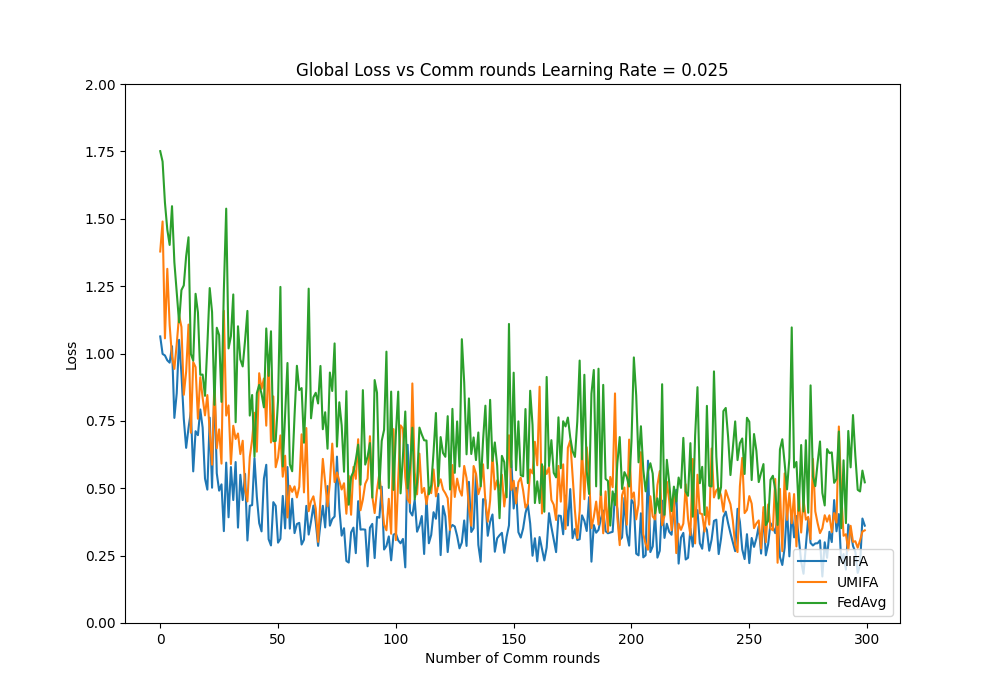 Global Loss vs Comm rounds Learning Rate = 0.025
2.00
1.75
1.50
1.25
1.00
0.75
0.50
0.25
0.00
Loss
0 50 100 150 200 250 300
Number of Comm rounds
MIFA
UMIFA
FedAvg